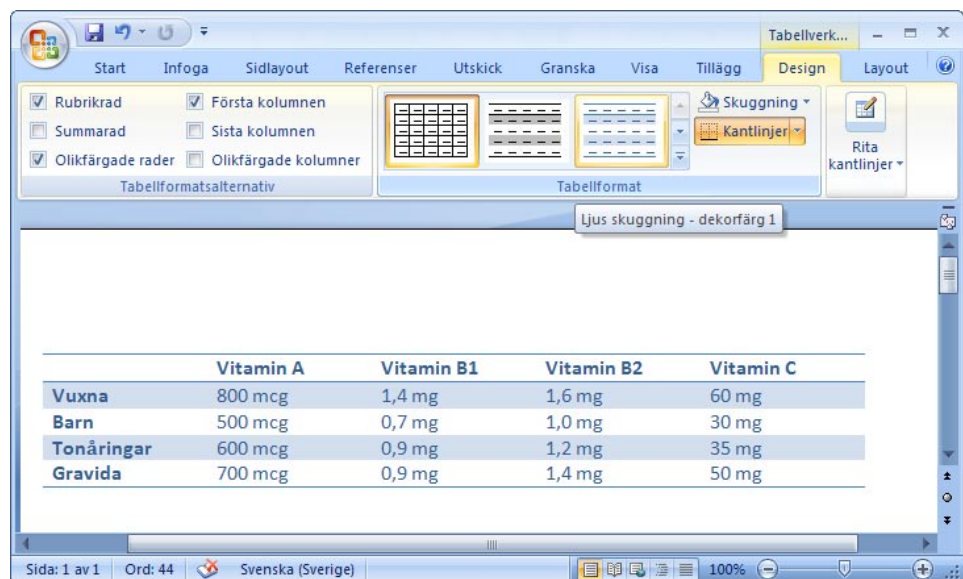 Tabellverk...
Start Infoga Sidlayout Referenser Utskick Granska Visa Tillägg Design Layout
Rubrikrad Första kolumnen
Summarad Sista kolumnen
Olikfärgade rader Olikfärgade kolumner
Tabellformatsalternativ
Skuggning
Kantlinjer
Tabellformat
Rita
kantlinjer
Ljus skuggning - dekorfärg 1
Vitamin A Vitamin B1 Vitamin B2 Vitamin C
Vuxna 800 mcg 1,4 mg 1,6 mg 60 mg
Barn 500 mcg 0,7 mg 1,0 mg 30 mg
Tonåringar 600 mcg 0,9 mg 1,2 mg 35 mg
Gravida 700 mcg 0,9 mg 1,4 mg 50 mg
Sida: 1 av 1 Ord: 44 Svenska (Sverige) 100%